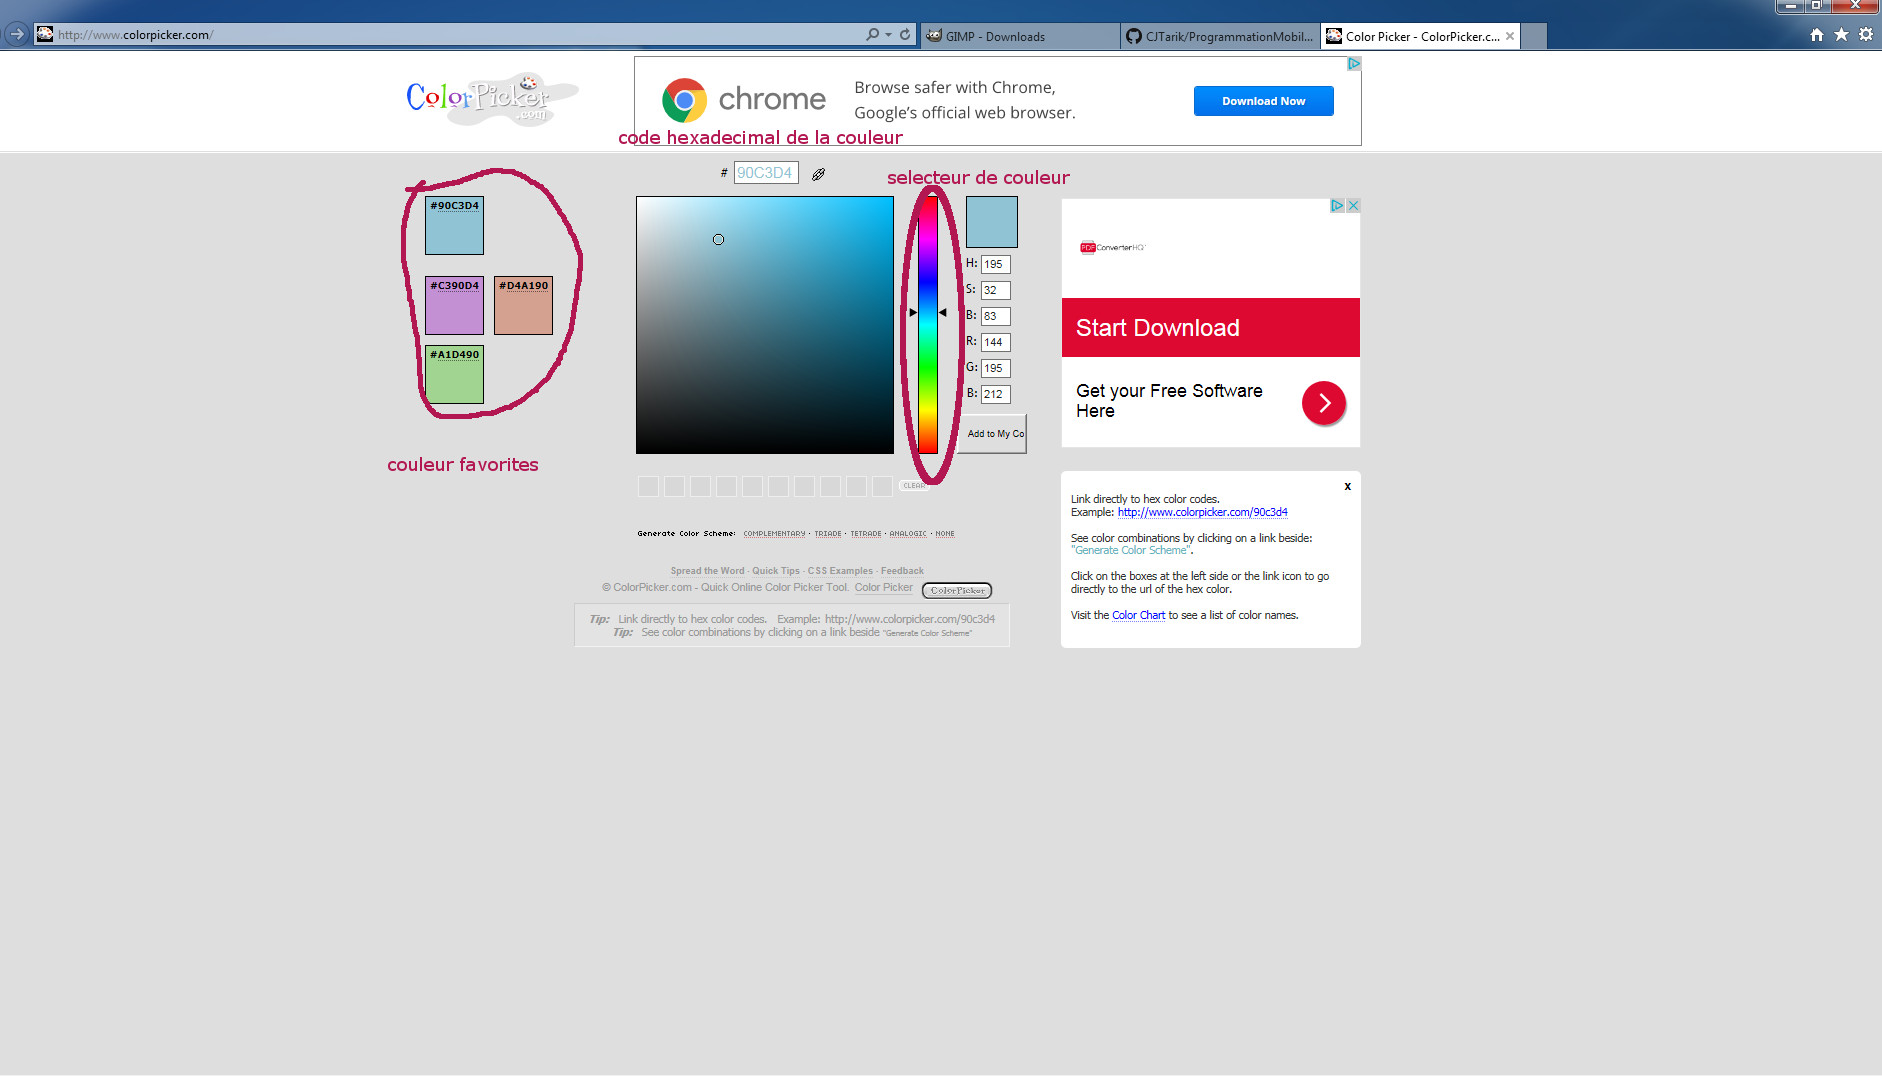 http://www.colorpicker.com/
GIMP - Downloads
CJTarik/ProgrammationMobil...
Color Picker - ColorPicker.c...
ColorPicker
.com
chrome
Browse safer with Chrome,
Google's official web browser.
Download Now
code hexadecimal de la couleur
# 90C3D4
selecteur de couleur
#90C3D4
#C390D4
#D4A190
#A1D490
couleur favorites
H: 195
S: 32
B: 83
R: 144
G: 195
B: 212
Add to My Co
CLEAR
Generate Color Scheme: COMPLEMENTARY · TRIADE · TETRADE · ANALOGIC · NONE
Spread the Word - Quick Tips - CSS Examples - Feedback
© ColorPicker.com - Quick Online Color Picker Tool. Color Picker ColorPicker
Tip: Link directly to hex color codes. Example: http://www.colorpicker.com/90c3d4
Tip: See color combinations by clicking on a link beside "Generate Color Scheme"
PDF ConverterHQ
Start Download
Get your Free Software
Here
x
Link directly to hex color codes.
Example: http://www.colorpicker.com/90c3d4
See color combinations by clicking on a link beside:
"Generate Color Scheme".
Click on the boxes at the left side or the link icon to go
directly to the url of the hex color.
Visit the Color Chart to see a list of color names.